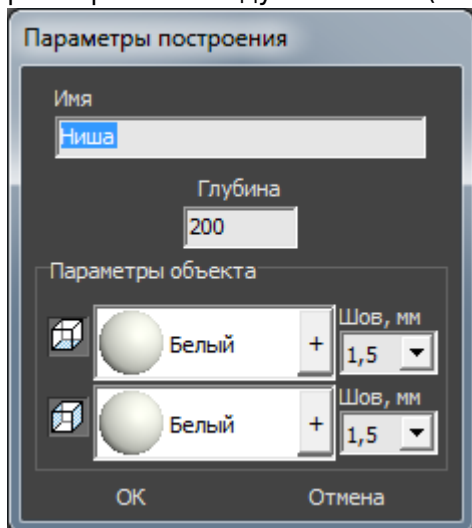 Параметры построения
Имя
Ниша
Глубина
200
Параметры объекта
Шов, мм
Белый + 1,5
Шов, мм
Белый + 1,5
OK Отмена